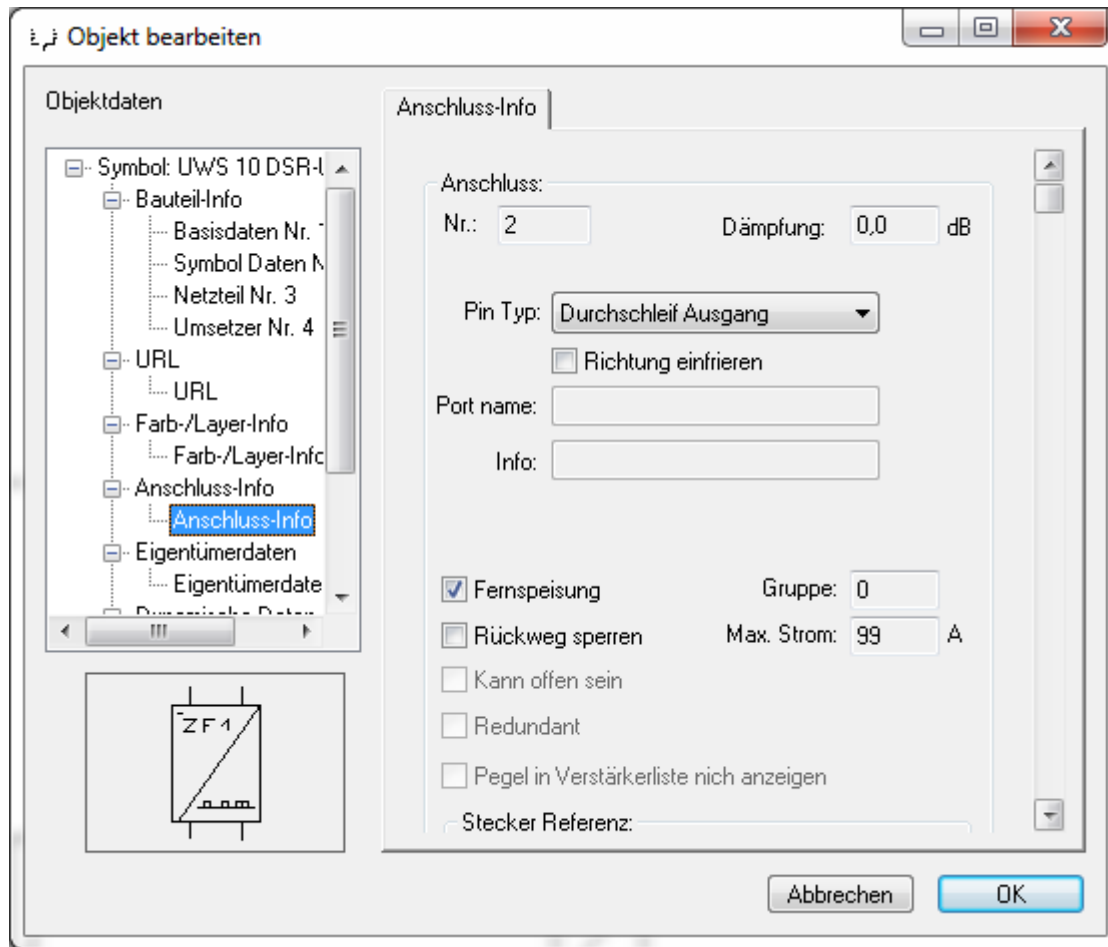 Objekt bearbeiten
Objektdaten
Anschluss-Info
Symbol: UWS 10 DSR-
Bauteil-Info
Basisdaten Nr.
Symbol Daten N
Netzteil Nr. 3
Umsetzer Nr. 4
URL
URL
Farb-/Layer-Info
Farb-/Layer-Info
Anschluss-Info
Anschluss-Info
Eigentümerdaten
Eigentümerdate
Dynamische Daten
ZF1
Anschluss:
Nr.: 2 Dämpfung: 0,0 dB
Pin Typ: Durchschleif Ausgang
Richtung einfrieren
Port name:
Info:
Fernspeisung Gruppe: 0
Rückweg sperren Max. Strom: 99 A
Kann offen sein
Redundant
Pegel in Verstärkerliste nich anzeigen
Stecker Referenz:
Abbrechen OK